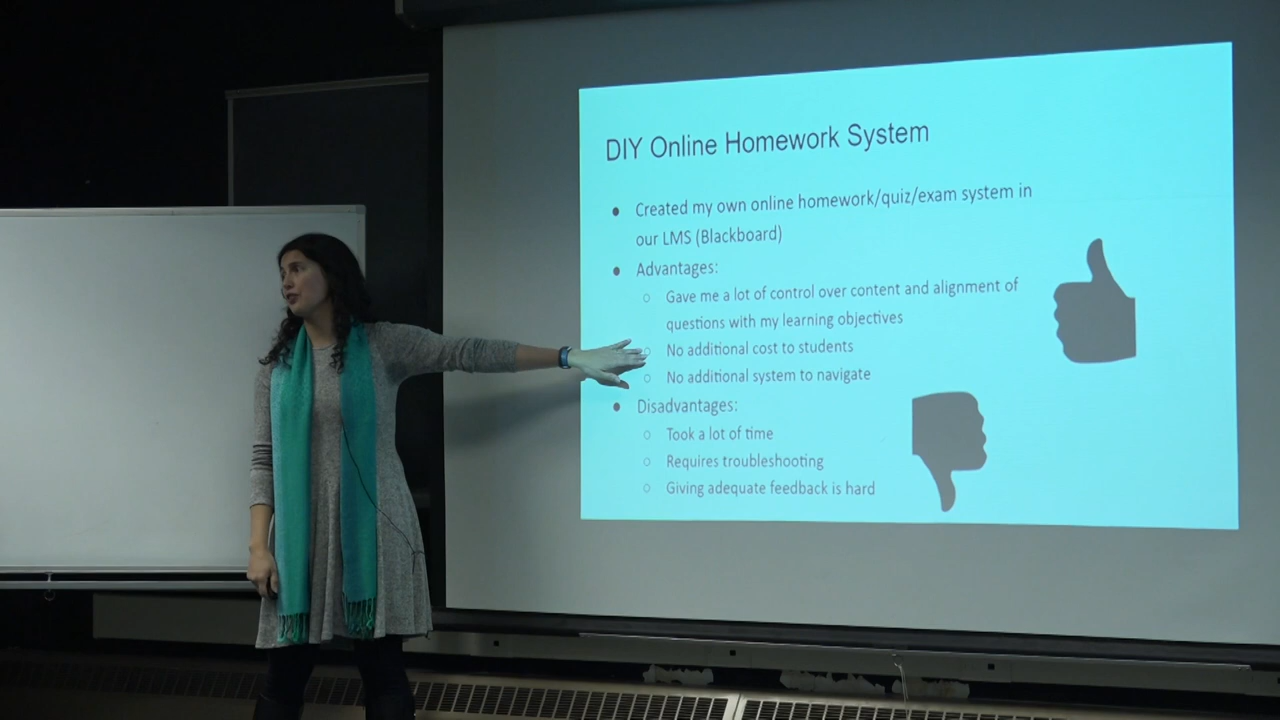 DIY Online Homework System
● Created my own online homework/quiz/exam system in
our LMS (Blackboard)
● Advantages:
○ Gave me a lot of control over content and alignment of
questions with my learning objectives
○ No additional cost to students
○ No additional system to navigate
● Disadvantages:
○ Took a lot of time
○ Requires troubleshooting
○ Giving adequate feedback is hard